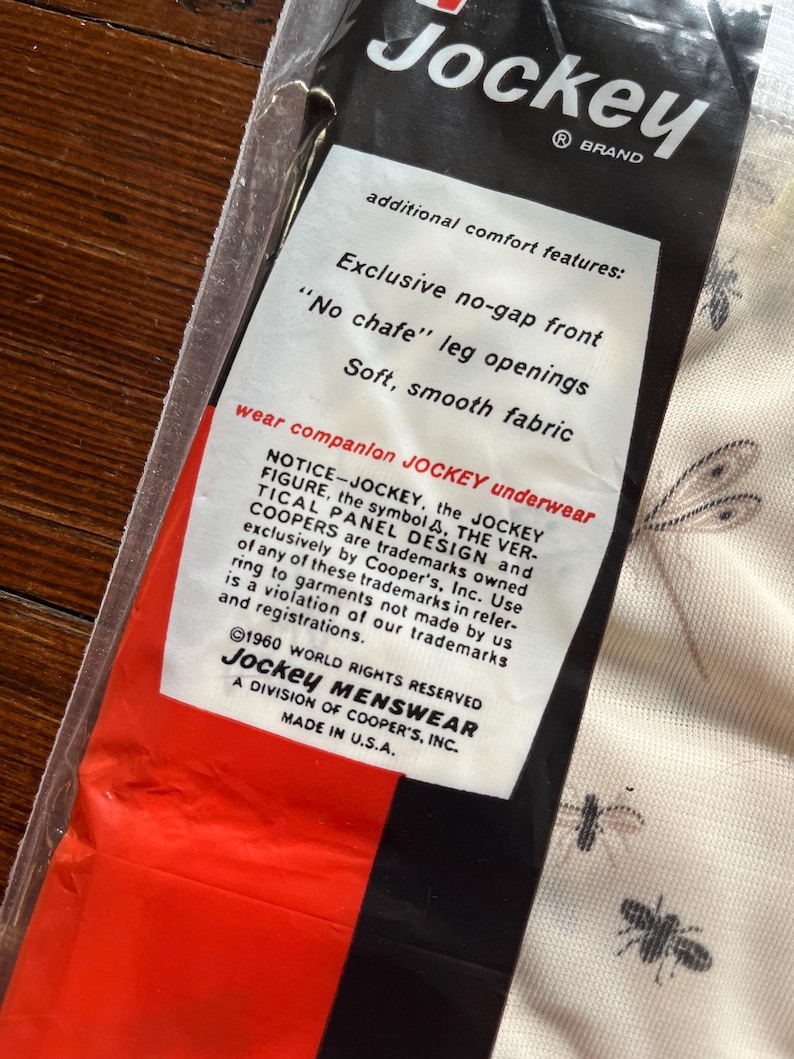 Jockey
® BRAND
additional comfort features:
Exclusive no-gap front
"No chafe" leg openings
Soft, smooth fabric
wear companion JOCKEY underwear
NOTICE—JOCKEY, the JOCKEY
FIGURE, the symbol, THE VER-
TICAL PANEL DESIGN and
COOPERS are trademarks owned
exclusively by Cooper's, Inc. Use
of any of these trademarks in refer-
ring to garments not made by us
is a violation of our trademarks
and registrations.
©1960 WORLD RIGHTS RESERVED
Jockey MENSWEAR
A DIVISION OF COOPER'S, INC.
MADE IN U.S.A.